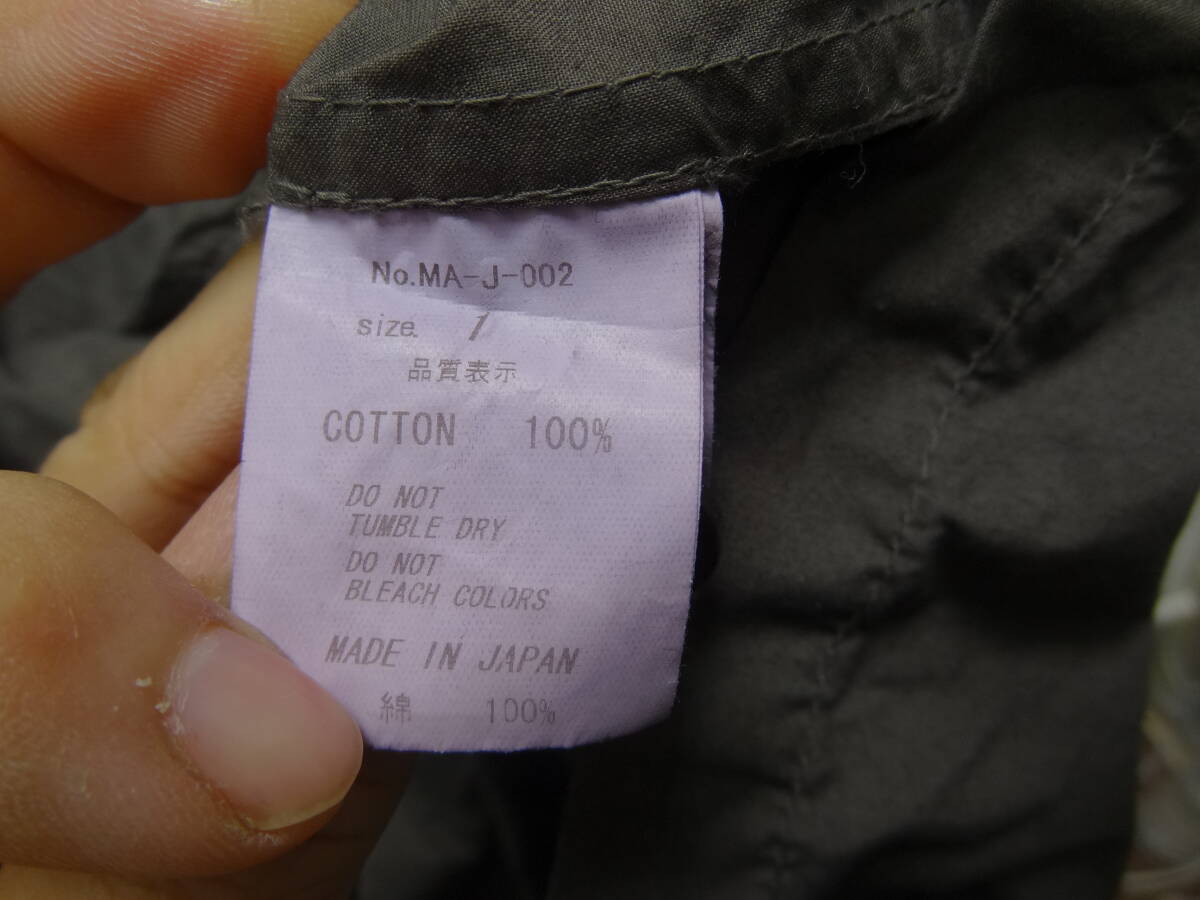 No.MA-J-002
size. 1
品質表示
COTTON 100%
DO NOT
TUMBLE DRY
DO NOT
BLEACH COLORS
MADE IN JAPAN
綿 100%